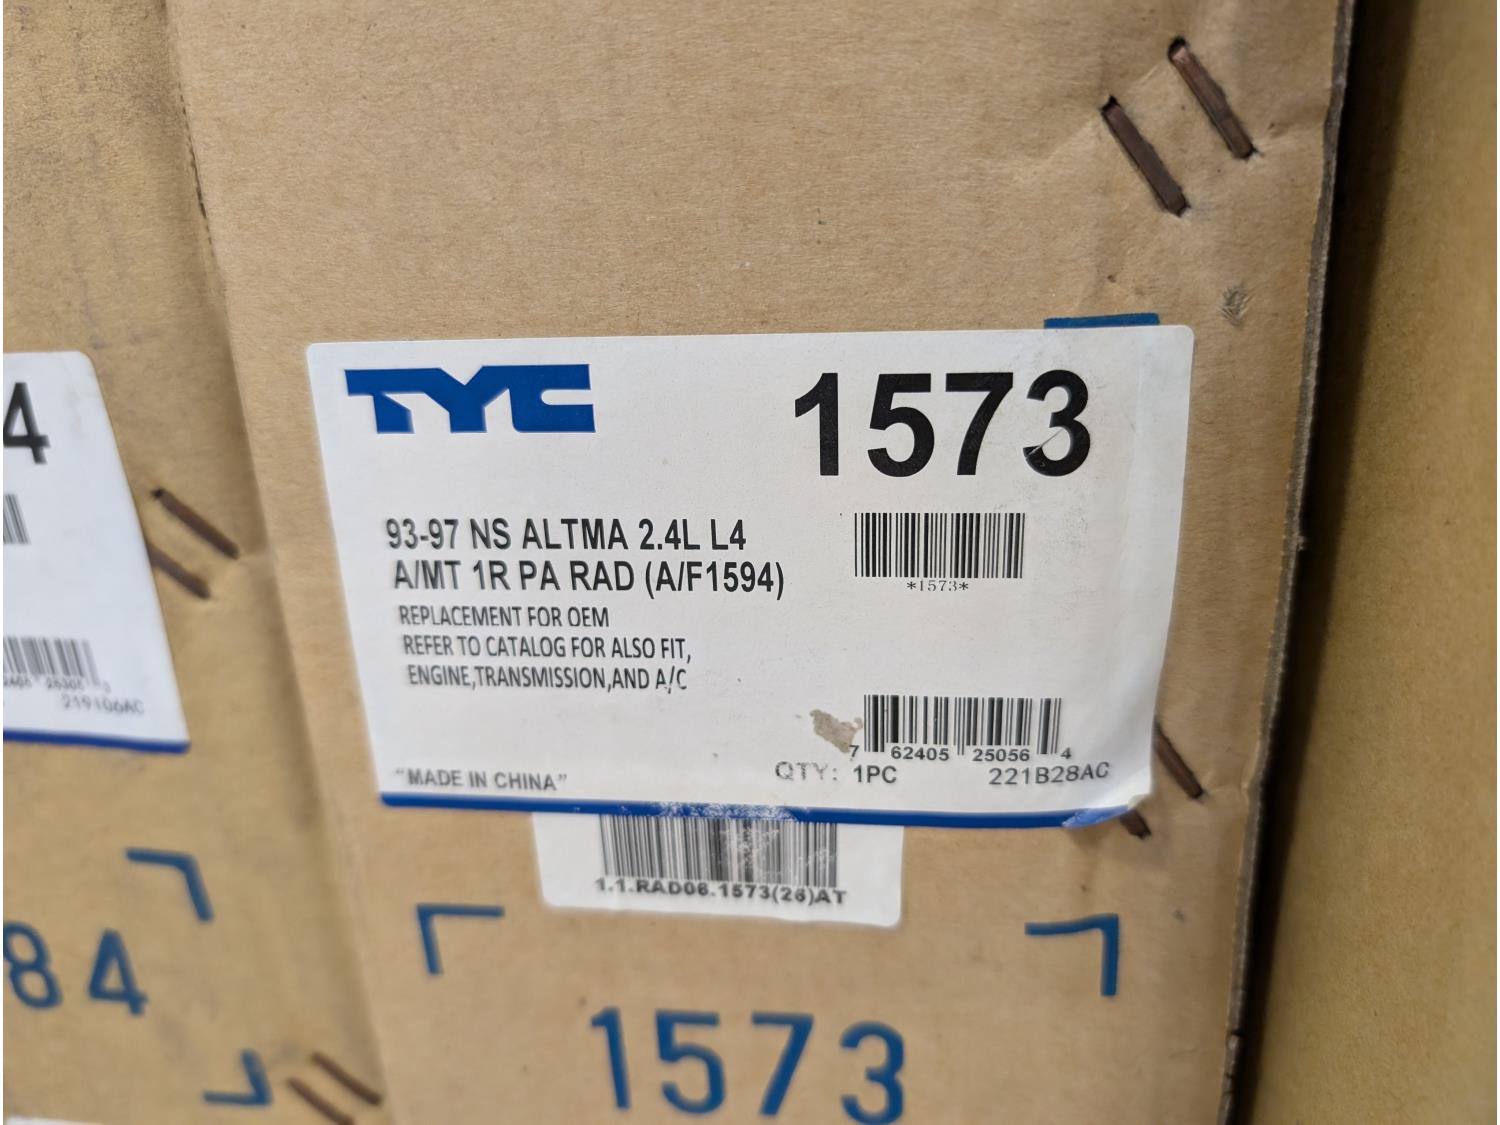 TYC 1573
93-97 NS ALTMA 2.4L L4
A/MT 1R PA RAD (A/F1594)
*1573*
REPLACEMENT FOR OEM
REFER TO CATALOG FOR ALSO FIT,
ENGINE,TRANSMISSION,AND A/C
7 62405 25056 4
"MADE IN CHINA"
QTY: 1PC 221B28AC
1.1.RAD06.1573(26)AT
1573
4
219106AC
84